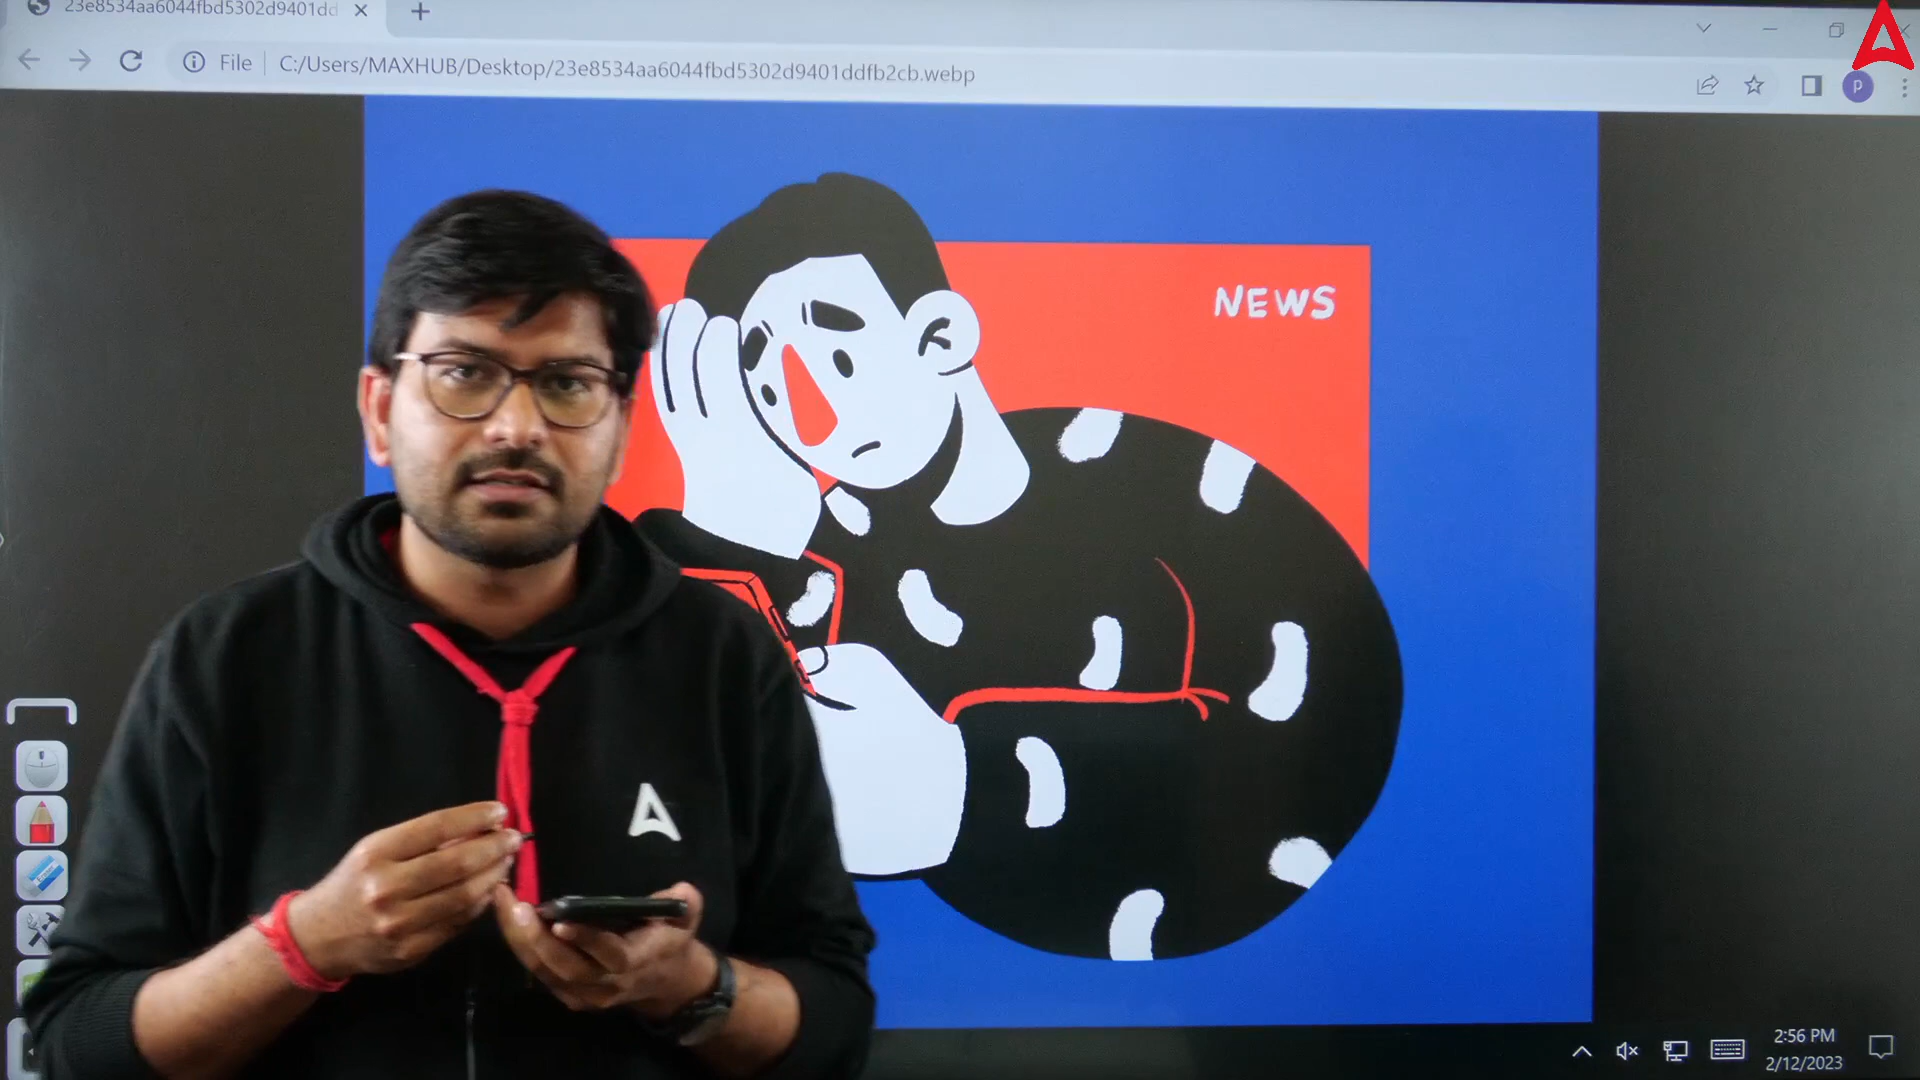 23e8534aa6044fbd5302d9401dd
File
C:/Users/MAXHUB/Desktop/23e8534aa6044fbd5302d9401ddfb2cb.webp
P
NEWS
2:56 PM
2/12/2023